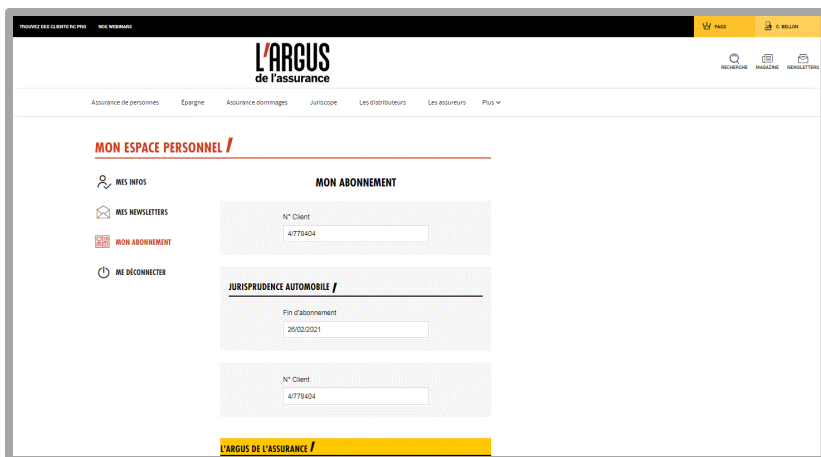 TROUVEZ DES CLIENTS RC PRO NOS WEBINARS PASS C. BELLON
L'ARGUS
de l'assurance
RECHERCHE MAGAZINE NEWSLETTERS
Assurance de personnes Épargne Assurance dommages Juriscope Les distributeurs Les assureurs Plus
MON ESPACE PERSONNEL
MES INFOS
MES NEWSLETTERS
MON ABONNEMENT
ME DÉCONNECTER
MON ABONNEMENT
N° Client
4/778404
JURISPRUDENCE AUTOMOBILE
Fin d'abonnement
26/02/2021
N° Client
4/778404
L'ARGUS DE L'ASSURANCE